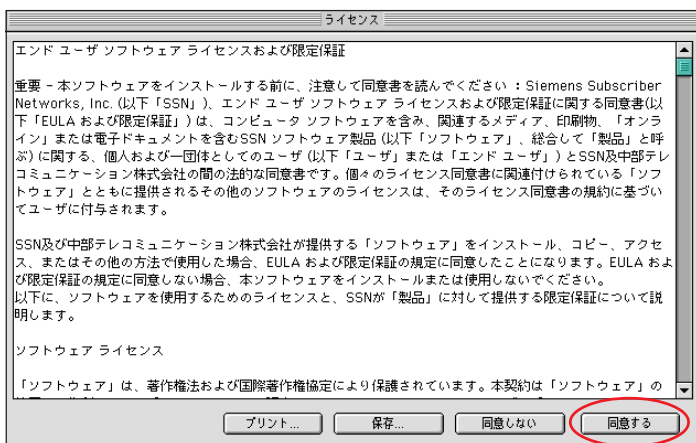 ライセンス
エンド ユーザ ソフトウェア ライセンスおよび限定保証
重要 - 本ソフトウェアをインストールする前に、注意して同意書を読んでください : Siemens Subscriber
Networks, Inc. (以下「SSN」)、エンド ユーザ ソフトウェア ライセンスおよび限定保証に関する同意書(以
下「EULA および限定保証」) は、コンピュータ ソフトウェアを含み、関連するメディア、印刷物、「オンラ
イン」または電子ドキュメントを含むSSN ソフトウェア製品 (以下「ソフトウェア」、総合して「製品」と呼
ぶ) に関する、個人および一団体としてのユーザ (以下「ユーザ」または「エンド ユーザ」) とSSN及中部テレ
コミュニケーション株式会社の間の法的な同意書です。個々のライセンス同意書に関連付けられている「ソフ
トウェア」とともに提供されるその他のソフトウェアのライセンスは、そのライセンス同意書の規約に基づい
てユーザに付与されます。
SSN及び中部テレコミュニケーション株式会社が提供する「ソフトウェア」をインストール、コピー、アクセ
ス、またはその他の方法で使用した場合、EULA および限定保証の規定に同意したことになります。EULA およ
び限定保証の規定に同意しない場合、本ソフトウェアをインストールまたは使用しないでください。
以下に、ソフトウェアを使用するためのライセンスと、SSNが「製品」に対して提供する限定保証について説
明します。
ソフトウェア ライセンス
「ソフトウェア」は、著作権法および国際著作権協定により保護されています。本契約は「ソフトウェア」の
プリント...
保存...
同意しない
同意する